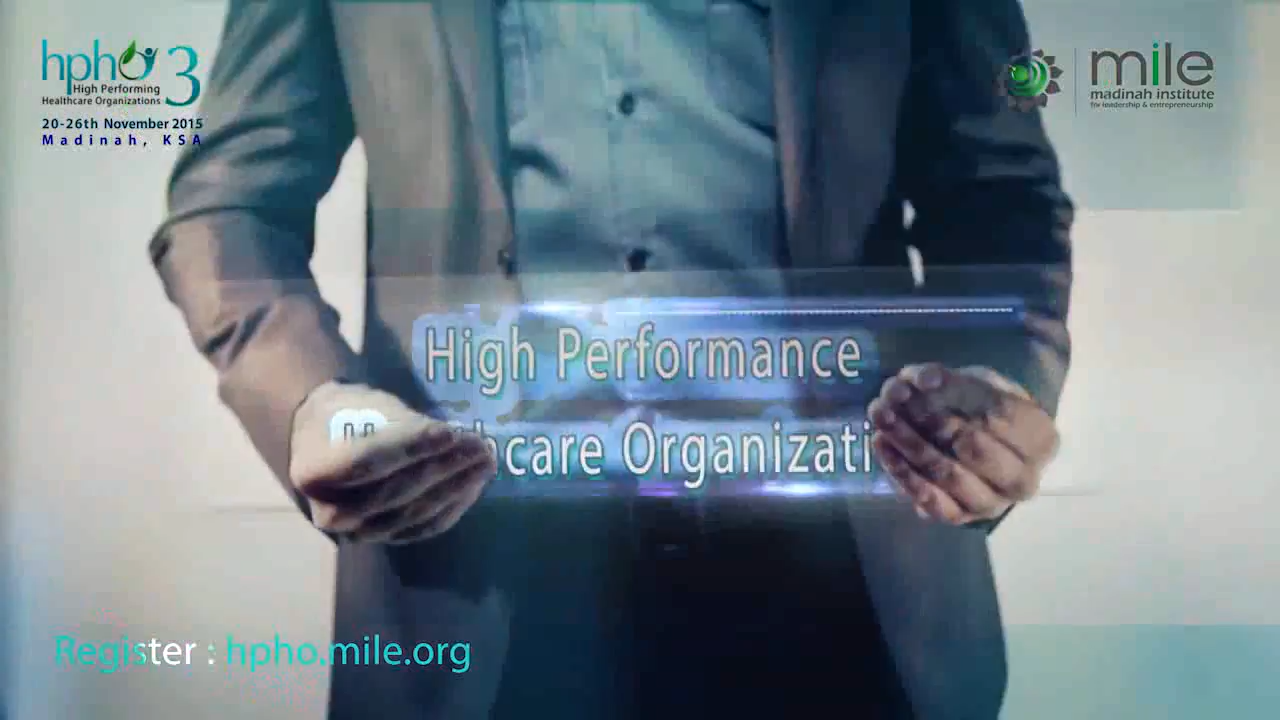 hpho 3
High Performing
Healthcare Organizations
20-26th November 2015
Madinah, KSA
mile
madinah institute
for leadership & entrepreneurship
High Performance
Organizati
Register : hpho.mile.org